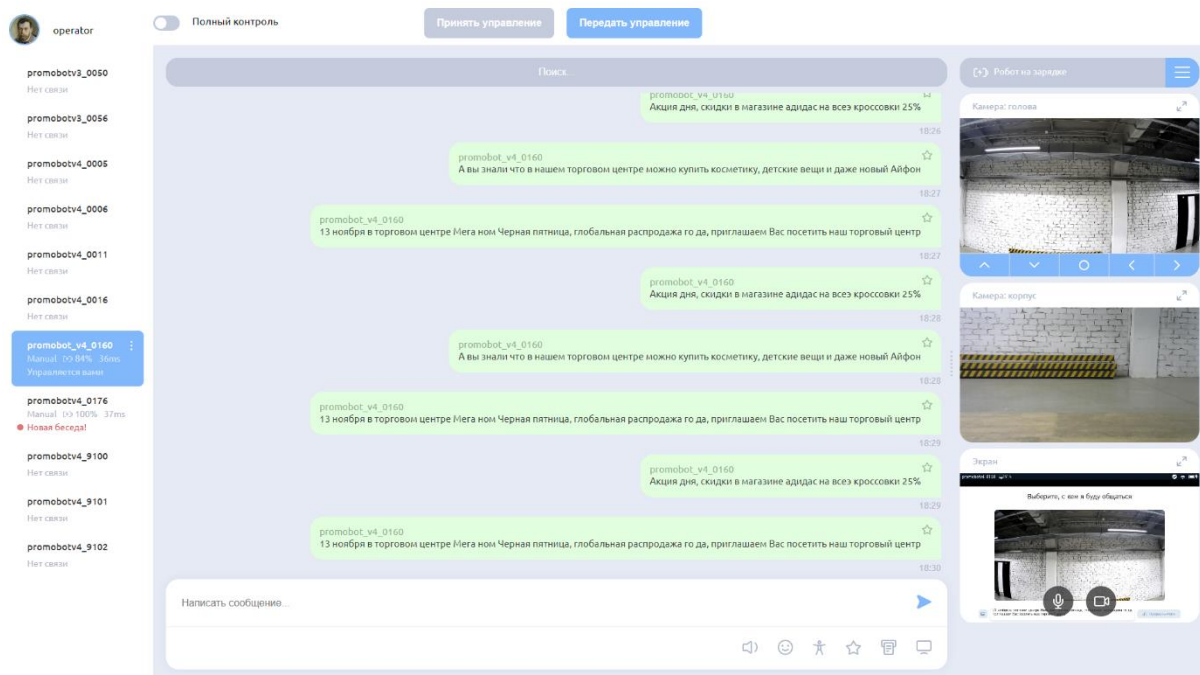 operator
Полный контроль
Принять управление
Передать управление
promobotv3_0050
Нет связи
promobotv3_0056
Нет связи
promobotv4_0005
Нет связи
promobotv4_0006
Нет связи
promobotv4_0011
Нет связи
promobotv4_0016
Нет связи
promobot_v4_0160
Manual 84% 36ms
Управляется вами
promobotv4_0176
Manual 100% 37ms
Новая беседа!
promobotv4_9100
Нет связи
promobotv4_9101
Нет связи
promobotv4_9102
Нет связи
Поиск...
promobot_v4_0160
Акция дня, скидки в магазине адидас на всеэ кроссовки 25%
18:26
promobot_v4_0160
А вы знали что в нашем торговом центре можно купить косметику, детские вещи и даже новый Айфон
18:27
promobot_v4_0160
13 ноября в торговом центре Мега ном Черная пятница, глобальная распродажа го да, приглашаем Вас посетить наш торговый центр
18:27
promobot_v4_0160
Акция дня, скидки в магазине адидас на всеэ кроссовки 25%
18:28
promobot_v4_0160
А вы знали что в нашем торговом центре можно купить косметику, детские вещи и даже новый Айфон
18:28
promobot_v4_0160
13 ноября в торговом центре Мега ном Черная пятница, глобальная распродажа го да, приглашаем Вас посетить наш торговый центр
18:29
promobot_v4_0160
Акция дня, скидки в магазине адидас на всеэ кроссовки 25%
18:29
promobot_v4_0160
13 ноября в торговом центре Мега ном Черная пятница, глобальная распродажа го да, приглашаем Вас посетить наш торговый центр
18:30
Написать сообщение...
Робот на зарядке
Камера: голова
Камера: корпус
Экран
Выберите, с кем я буду общаться